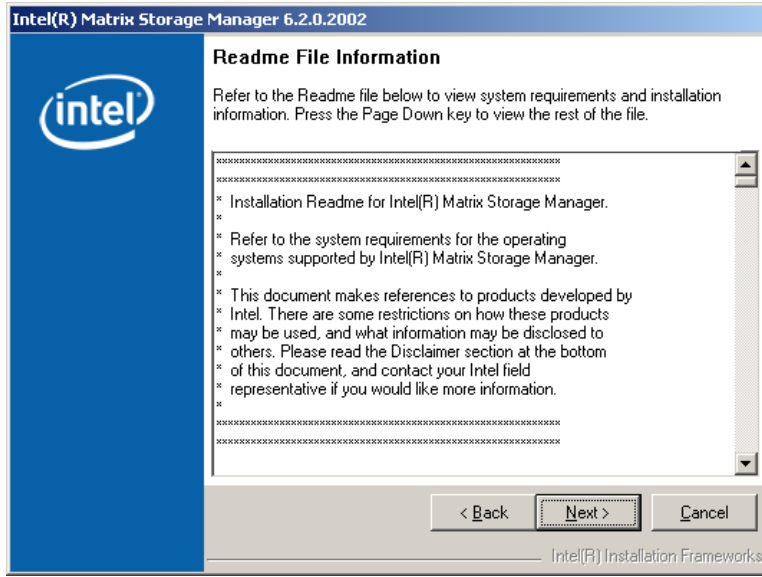 Intel(R) Matrix Storage Manager 6.2.0.2002
intel
Readme File Information
Refer to the Readme file below to view system requirements and installation
information. Press the Page Down key to view the rest of the file.
************************************************************
************************************************************
* Installation Readme for Intel(R) Matrix Storage Manager.
*
* Refer to the system requirements for the operating
* systems supported by Intel(R) Matrix Storage Manager.
*
* This document makes references to products developed by
* Intel. There are some restrictions on how these products
* may be used, and what information may be disclosed to
* others. Please read the Disclaimer section at the bottom
* of this document, and contact your Intel field
* representative if you would like more information.
*
************************************************************
************************************************************
< Back
Next >
Cancel
Intel(R) Installation Frameworks